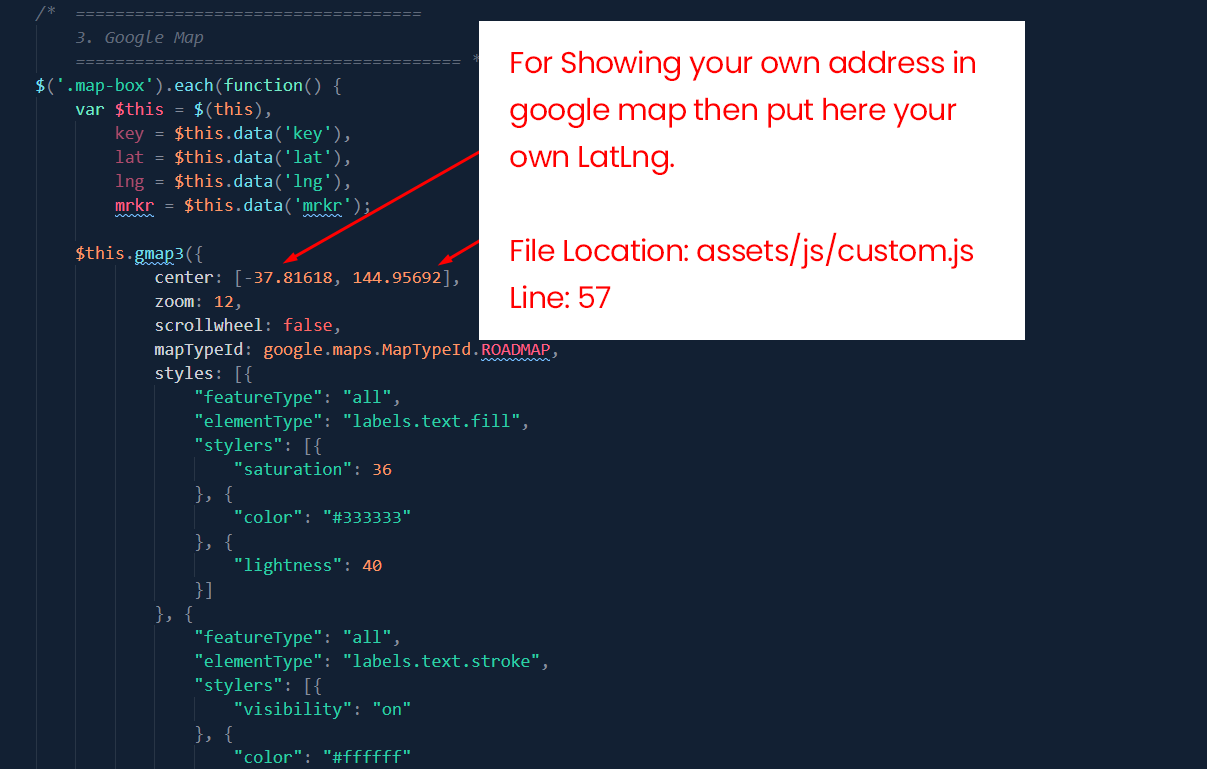 /*  ===================================
3. Google Map
======================================= *
$('.map-box').each(function() {
var $this = $(this),
key = $this.data('key'),
lat = $this.data('lat'),
lng = $this.data('lng'),
mrkr = $this.data('mrkr');
$this.gmap3({
center: [-37.81618, 144.95692],
zoom: 12,
scrollwheel: false,
mapTypeId: google.maps.MapTypeId.ROADMAP,
styles: [{
"featureType": "all",
"elementType": "labels.text.fill",
"stylers": [{
"saturation": 36
}, {
"color": "#333333"
}, {
"lightness": 40
}]
}, {
"featureType": "all",
"elementType": "labels.text.stroke",
"stylers": [{
"visibility": "on"
}, {
"color": "#ffffff"
For Showing your own address in
google map then put here your
own LatLng.
File Location: assets/js/custom.js
Line: 57